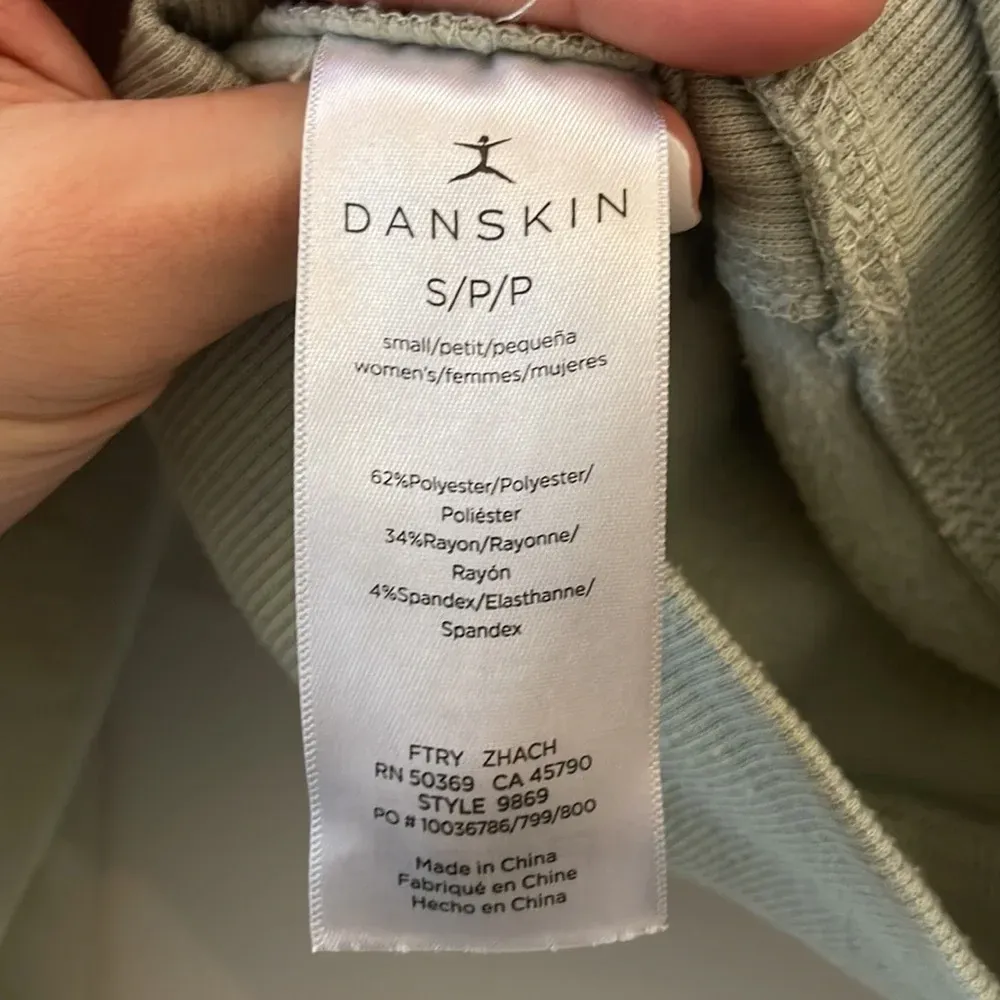 DANSKIN
S/P/P
small/petit/pequeña
women's/femmes/mujeres
62%Polyester/Polyester/
Poliéster
34%Rayon/Rayonne/
Rayón
4%Spandex/Elasthanne/
Spandex
FTRY ZHACH
RN 50369 CA 45790
STYLE 9869
PO # 10036786/799/800
Made in China
Fabriqué en Chine
Hecho en China